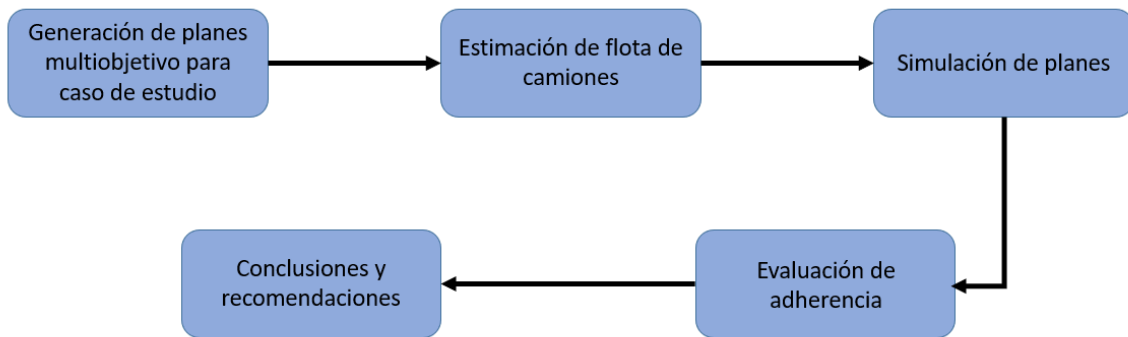 Generación de planes
multiobjetivo para
caso de estudio
Estimación de flota de
camiones
Simulación de planes
Evaluación de
adherencia
Conclusiones y
recomendaciones